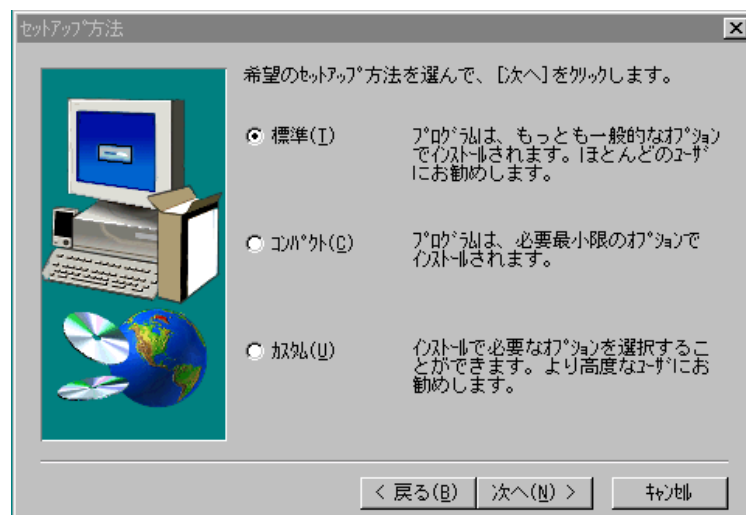 セットアップ方法
希望のｾｯﾄｱｯﾌﾟ方法を選んで、[次へ]をｸﾘｯｸします。
標準(T)
ﾌﾟﾛｸﾞﾗﾑは、もっとも一般的なｵﾌﾟｼｮﾝ
でｲﾝｽﾄｰﾙされます。ほとんどのﾕｰｻﾞ
にお勧めします。
ｺﾝﾊﾟｸﾄ(C)
ﾌﾟﾛｸﾞﾗﾑは、必要最小限のｵﾌﾟｼｮﾝで
ｲﾝｽﾄｰﾙされます。
ｶｽﾀﾑ(U)
ｲﾝｽﾄｰﾙで必要なｵﾌﾟｼｮﾝを選択するこ
とができます。より高度なﾕｰｻﾞにお
勧めします。
< 戻る(B)
次へ(N) >
ｷｬﾝｾﾙ